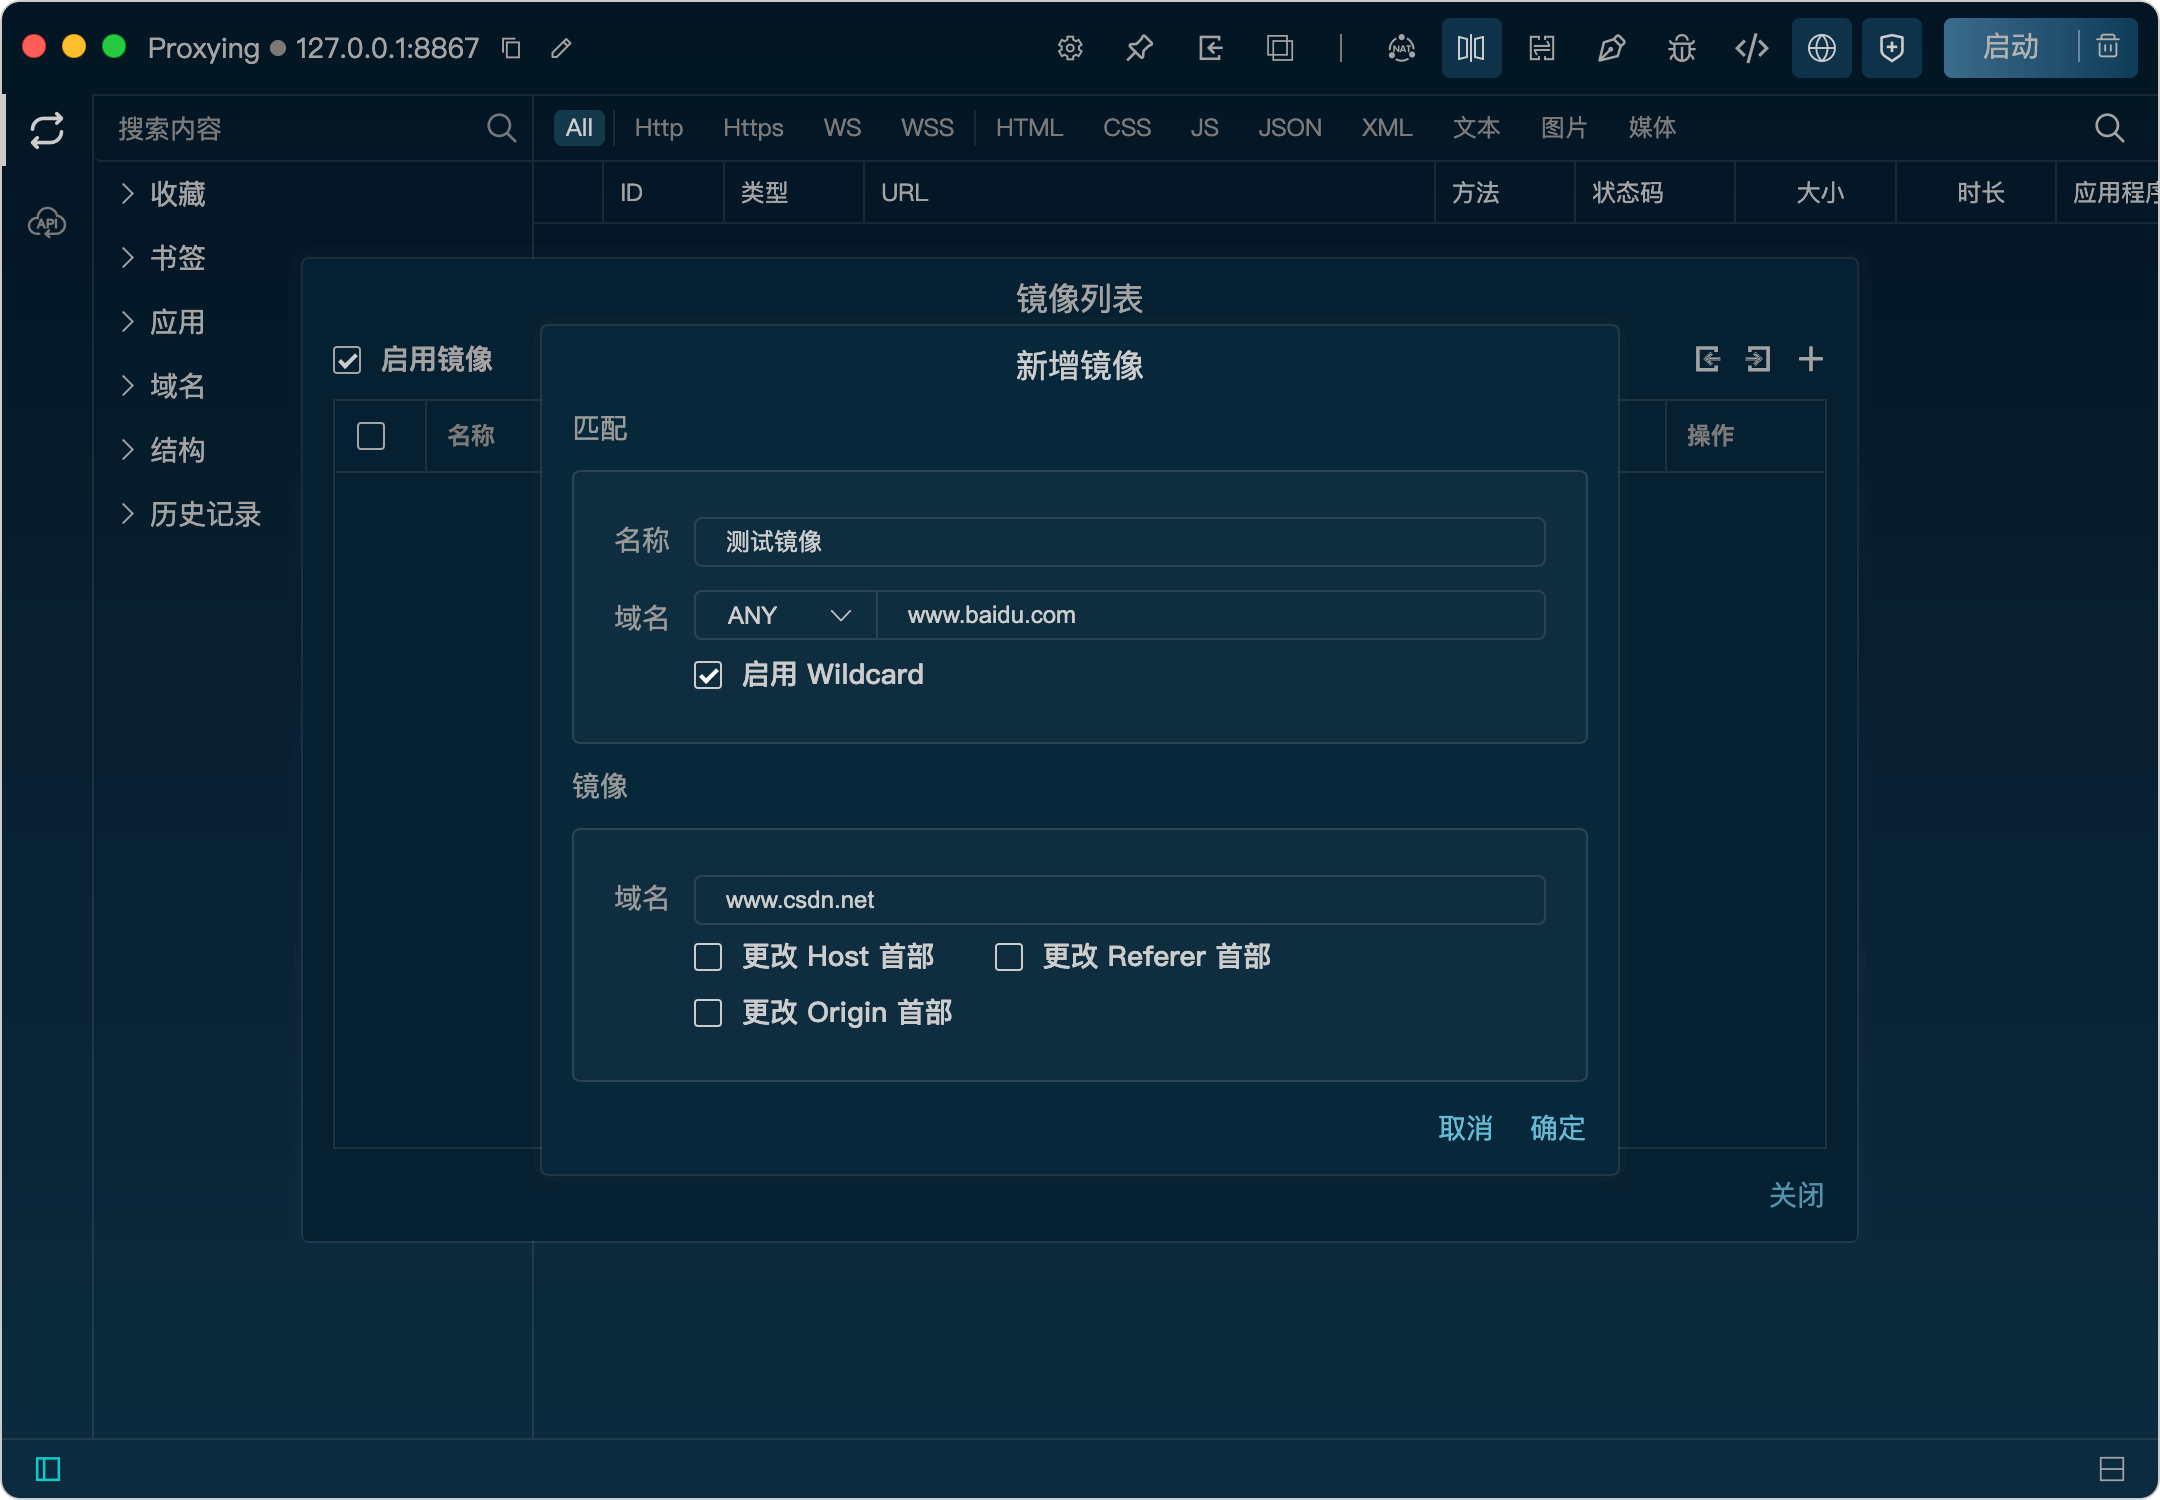 Proxying 127.0.0.1:8867
NAT
启动
搜索内容
All Http Https WS WSS HTML CSS JS JSON XML 文本 图片 媒体
API
ID 类型 URL 方法 状态码 大小 时长 应用程序
收藏
书签
应用
域名
结构
历史记录
镜像列表
启用镜像
名称 操作
新增镜像
匹配
名称 测试镜像
域名 ANY www.baidu.com
启用 Wildcard
镜像
域名 www.csdn.net
更改 Host 首部 更改 Referer 首部
更改 Origin 首部
取消 确定
关闭